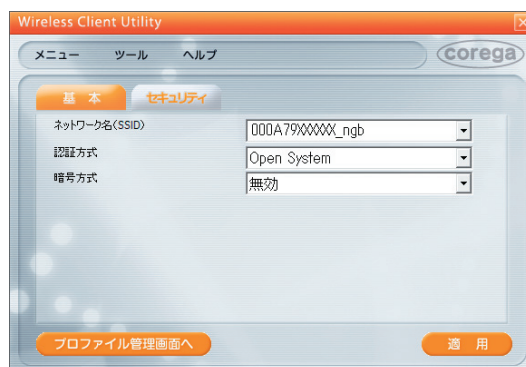 Wireless Client Utility
メニュー ツール ヘルプ corega
基 本 セキュリティ
ネットワーク名(SSID) 000A79XXXXX_ngb
認証方式 Open System
暗号方式 無効
プロファイル管理画面へ 適 用